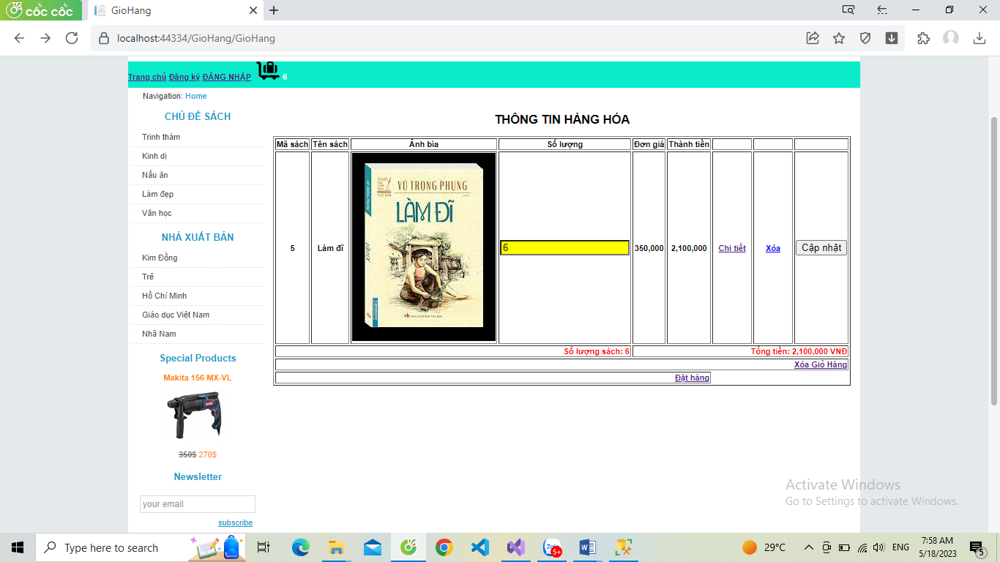 cốc cốc
GioHang
localhost:44334/GioHang/GioHang
Trang chủ Đăng ký ĐĂNG NHẬP 6
Navigation: Home
CHỦ ĐỀ SÁCH
Trinh thám
Kinh dị
Nấu ăn
Làm đẹp
Văn học
NHÀ XUẤT BẢN
Kim Đồng
Trẻ
Hồ Chí Minh
Giáo dục Việt Nam
Nhã Nam
Special Products
Makita 156 MX-VL
350$ 270$
Newsletter
your email
subscribe
THÔNG TIN HÀNG HÓA
Mã sách Tên sách Ảnh bìa Số lượng Đơn giá Thành tiền
VŨ TRỌNG PHỤNG
LÀM ĐĨ
5 Làm đĩ 6 350,000 2,100,000 Chi tiết Xóa Cập nhật
Số lượng sách: 6 Tổng tiền: 2,100,000 VNĐ
Xóa Giỏ Hàng
Đặt hàng
Activate Windows
Go to Settings to activate Windows.
Type here to search
29°C
ENG
7:58 AM
5/18/2023
5
5+